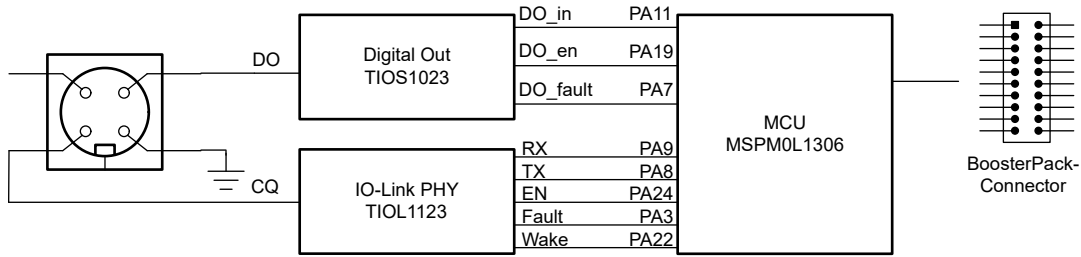 DO
Digital Out
TIOS1023
DO_in PA11
DO_en PA19
DO_fault PA7
MCU
MSPM0L1306
CQ
IO-Link PHY
TIOL1123
RX PA9
TX PA8
EN PA24
Fault PA3
Wake PA22
BoosterPack-
Connector